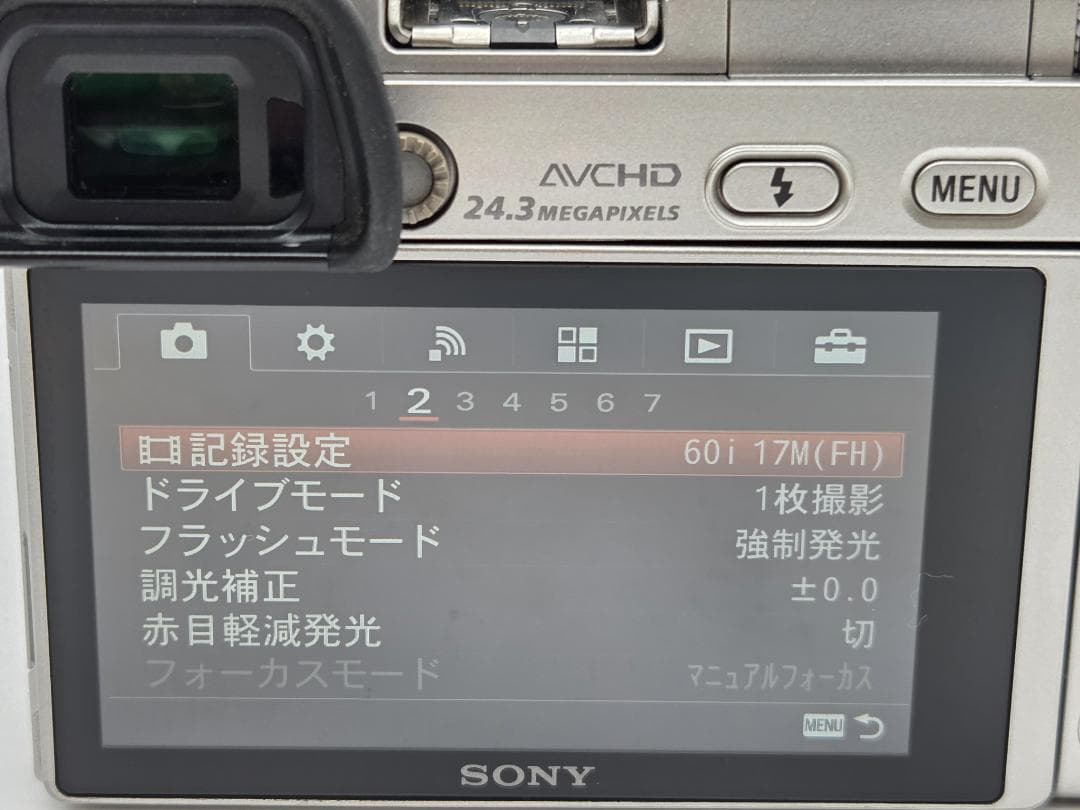 AVCHD
24.3 MEGAPIXELS
MENU
1 2 3 4 5 6 7
記録設定 60i 17M(FH)
ドライブモード 1枚撮影
フラッシュモード 強制発光
調光補正 ±0.0
赤目軽減発光 切
フォーカスモード マニュアルフォーカス
MENU
SONY